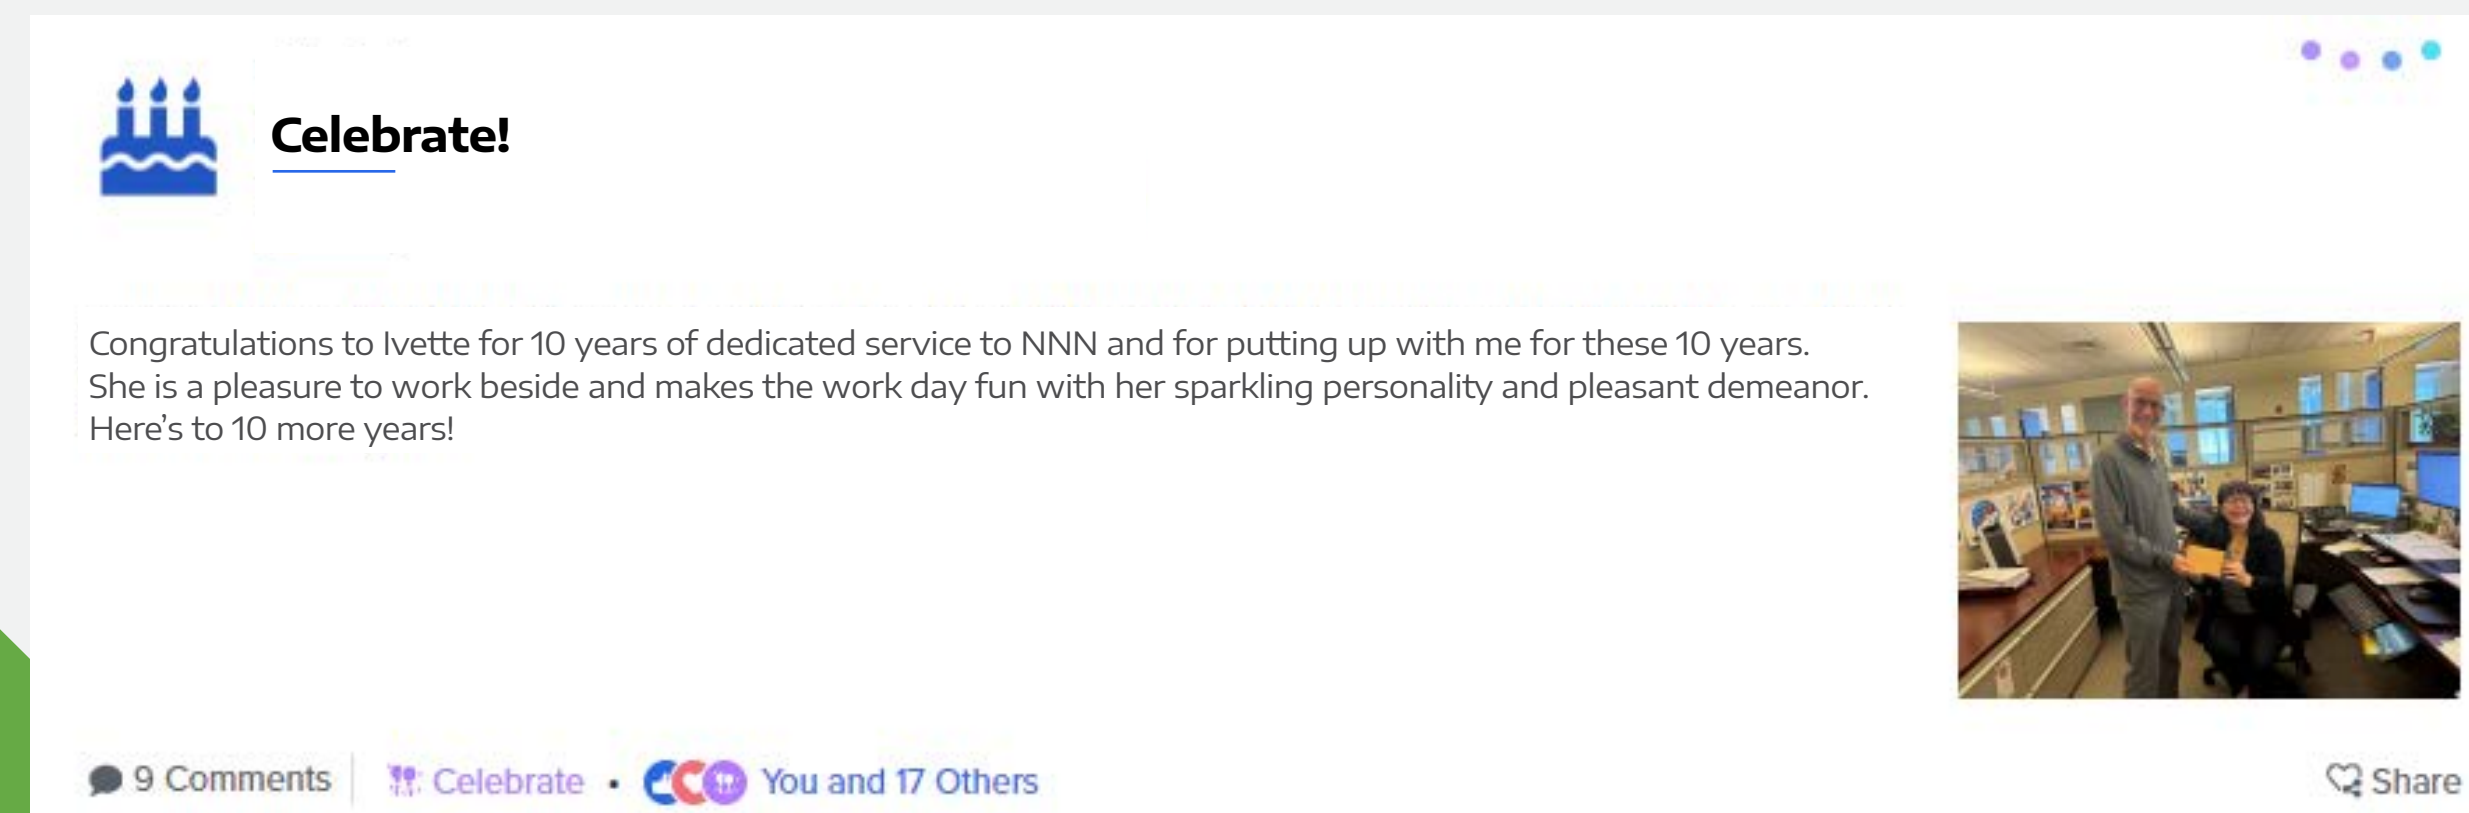 Celebrate!
Congratulations to Ivette for 10 years of dedicated service to NNN and for putting up with me for these 10 years.
She is a pleasure to work beside and makes the work day fun with her sparkling personality and pleasant demeanor.
Here’s to 10 more years!
9 Comments
Celebrate • You and 17 Others
Share